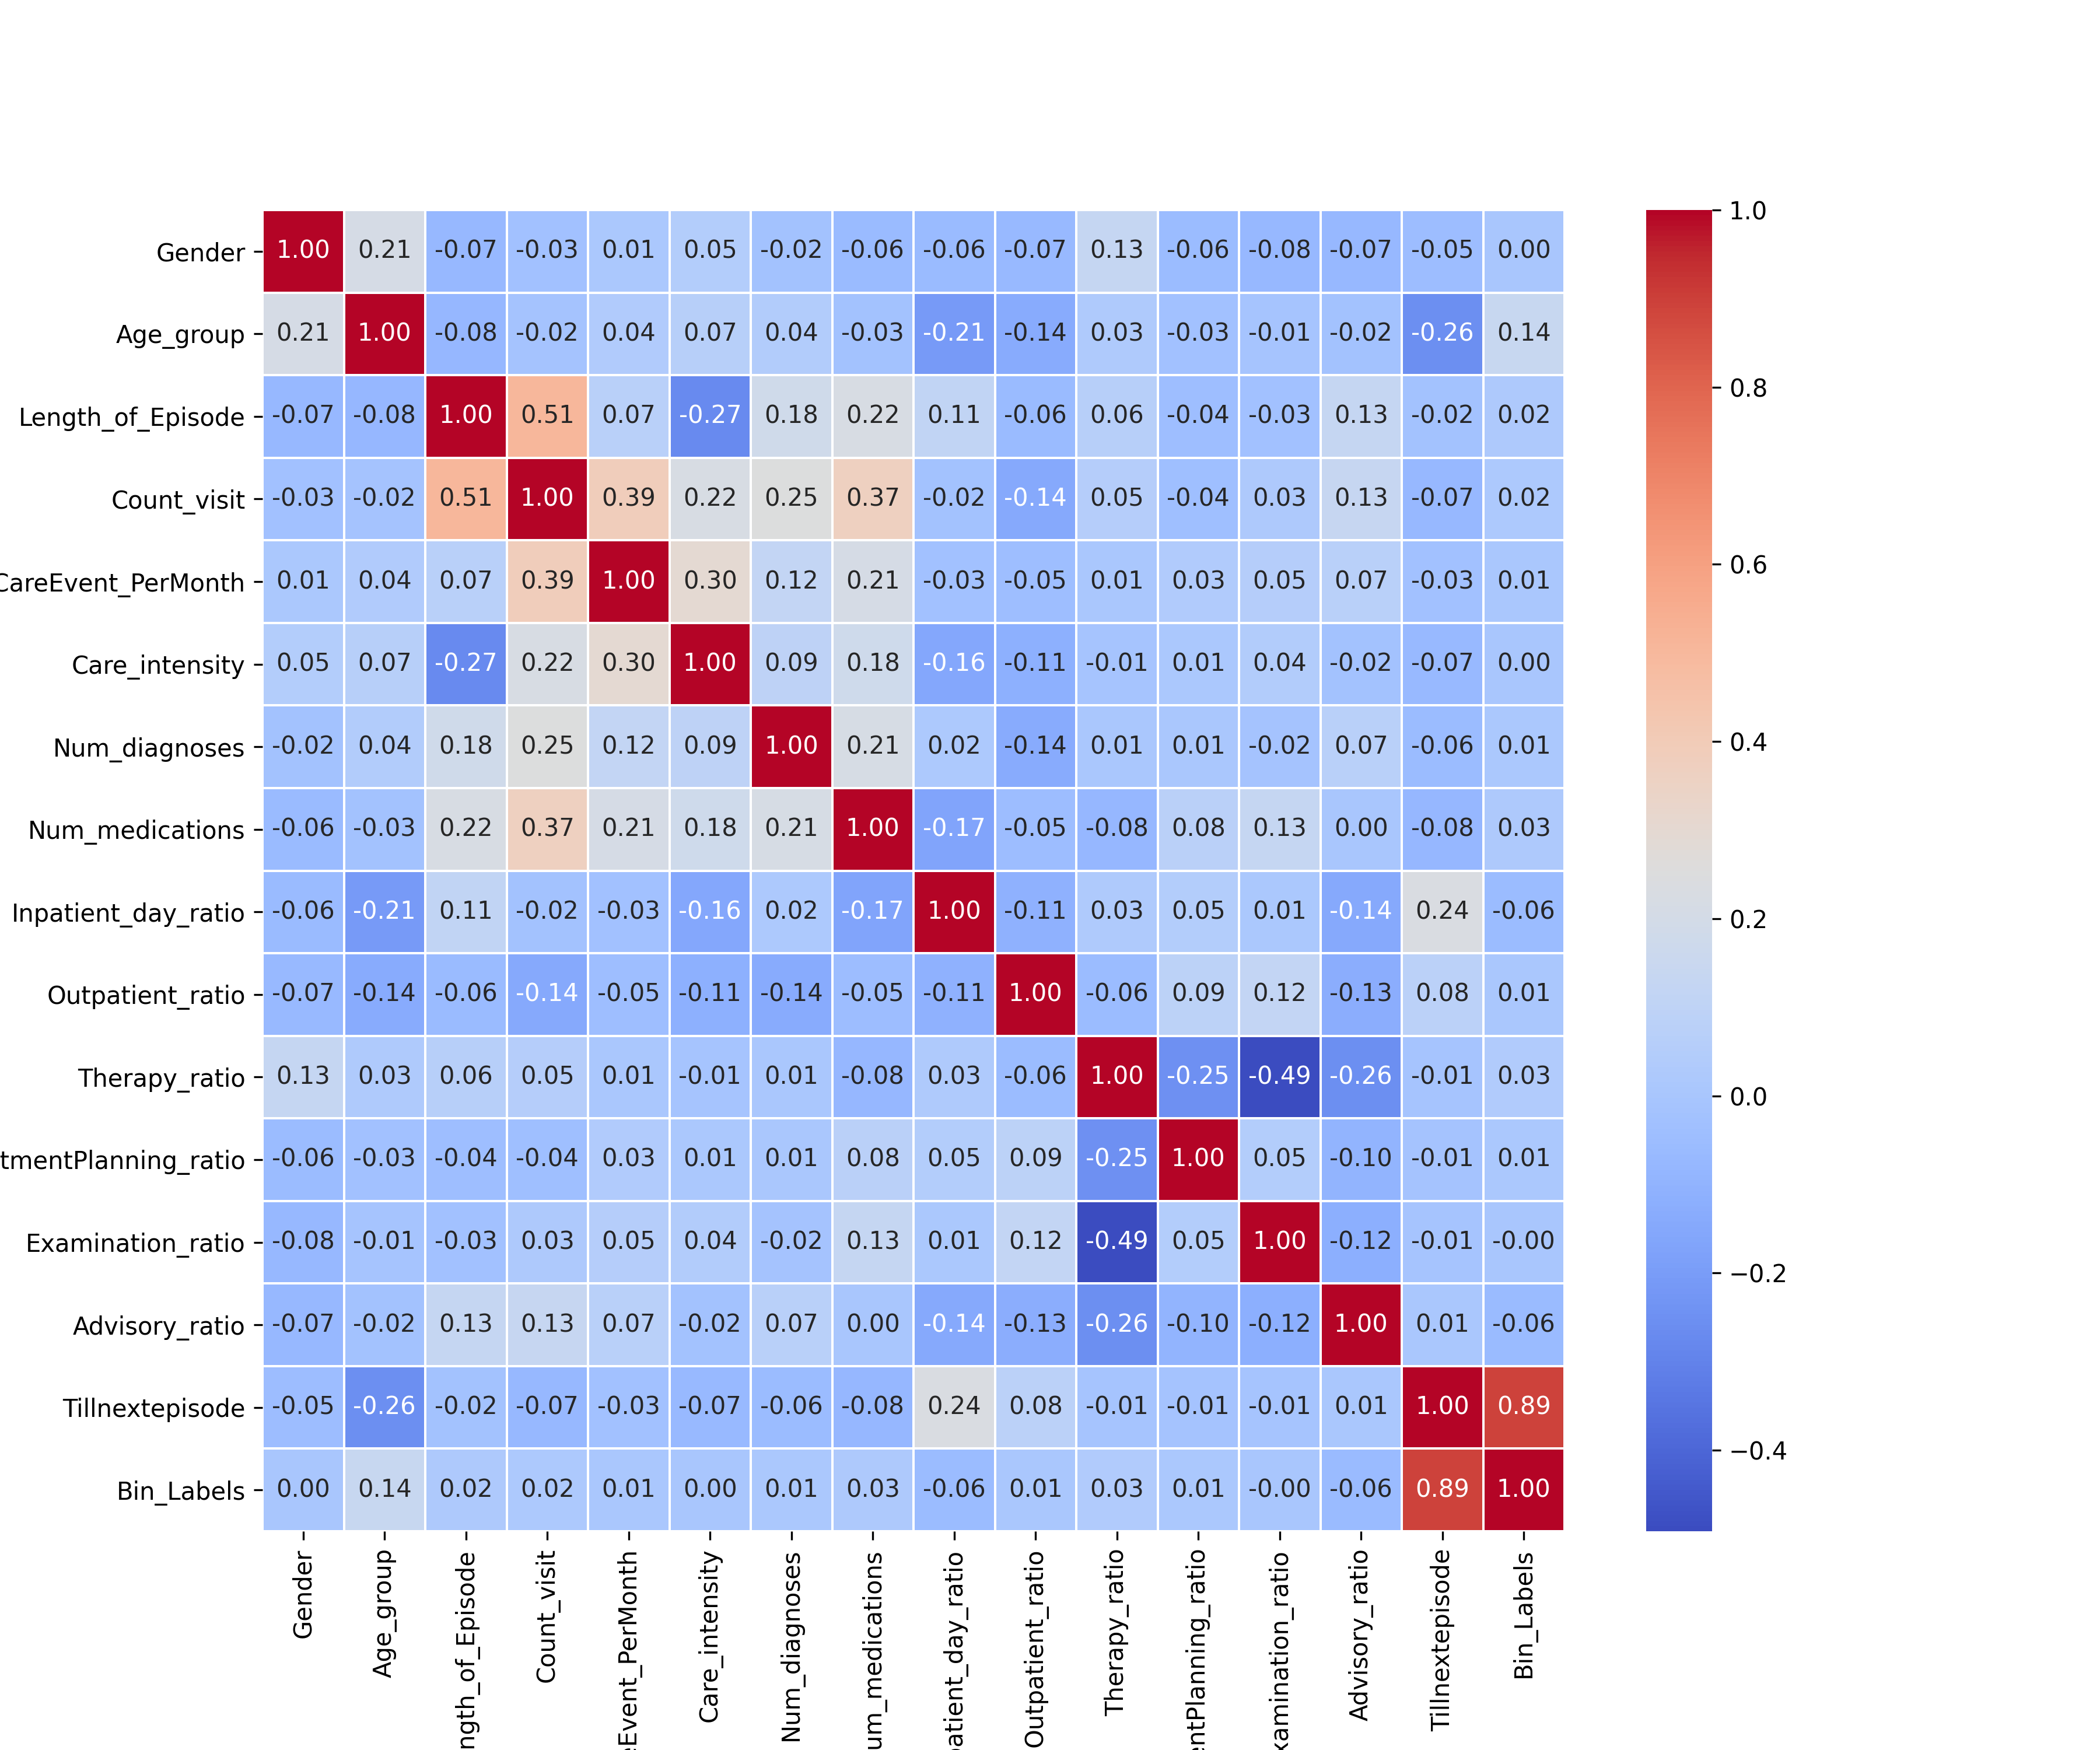 Gender 1.00 0.21 -0.07 -0.03 0.01 0.05 -0.02 -0.06 -0.06 -0.07 0.13 -0.06 -0.08 -0.07 -0.05 0.00
Age_group 0.21 1.00 -0.08 -0.02 0.04 0.07 0.04 -0.03 -0.21 -0.14 0.03 -0.03 -0.01 -0.02 -0.26 0.14
Length_of_Episode -0.07 -0.08 1.00 0.51 0.07 -0.27 0.18 0.22 0.11 -0.06 0.06 -0.04 -0.03 0.13 -0.02 0.02
Count_visit -0.03 -0.02 0.51 1.00 0.39 0.22 0.25 0.37 -0.02 -0.14 0.05 -0.04 0.03 0.13 -0.07 0.02
CareEvent_PerMonth 0.01 0.04 0.07 0.39 1.00 0.30 0.12 0.21 -0.03 -0.05 0.01 0.03 0.05 0.07 -0.03 0.01
Care_intensity 0.05 0.07 -0.27 0.22 0.30 1.00 0.09 0.18 -0.16 -0.11 -0.01 0.01 0.04 -0.02 -0.07 0.00
Num_diagnoses -0.02 0.04 0.18 0.25 0.12 0.09 1.00 0.21 0.02 -0.14 0.01 0.01 -0.02 0.07 -0.06 0.01
Num_medications -0.06 -0.03 0.22 0.37 0.21 0.18 0.21 1.00 -0.17 -0.05 -0.08 0.08 0.13 0.00 -0.08 0.03
Inpatient_day_ratio -0.06 -0.21 0.11 -0.02 -0.03 -0.16 0.02 -0.17 1.00 -0.11 0.03 0.05 0.01 -0.14 0.24 -0.06
Outpatient_ratio -0.07 -0.14 -0.06 -0.14 -0.05 -0.11 -0.14 -0.05 -0.11 1.00 -0.06 0.09 0.12 -0.13 0.08 0.01
Therapy_ratio 0.13 0.03 0.06 0.05 0.01 -0.01 0.01 -0.08 0.03 -0.06 1.00 -0.25 -0.49 -0.26 -0.01 0.03
tmentPlanning_ratio -0.06 -0.03 -0.04 -0.04 0.03 0.01 0.01 0.08 0.05 0.09 -0.25 1.00 0.05 -0.10 -0.01 0.01
Examination_ratio -0.08 -0.01 -0.03 0.03 0.05 0.04 -0.02 0.13 0.01 0.12 -0.49 0.05 1.00 -0.12 -0.01 -0.00
Advisory_ratio -0.07 -0.02 0.13 0.13 0.07 -0.02 0.07 0.00 -0.14 -0.13 -0.26 -0.10 -0.12 1.00 0.01 -0.06
Tillnextepisode -0.05 -0.26 -0.02 -0.07 -0.03 -0.07 -0.06 -0.08 0.24 0.08 -0.01 -0.01 -0.01 0.01 1.00 0.89
Bin_Labels 0.00 0.14 0.02 0.02 0.01 0.00 0.01 0.03 -0.06 0.01 0.03 0.01 -0.00 -0.06 0.89 1.00
Gender
Age_group
ngth_of_Episode
Count_visit
eEvent_PerMonth
Care_intensity
Num_diagnoses
um_medications
patient_day_ratio
Outpatient_ratio
Therapy_ratio
entPlanning_ratio
xamination_ratio
Advisory_ratio
Tillnextepisode
Bin_Labels
1.0
0.8
0.6
0.4
0.2
0.0
−0.2
−0.4